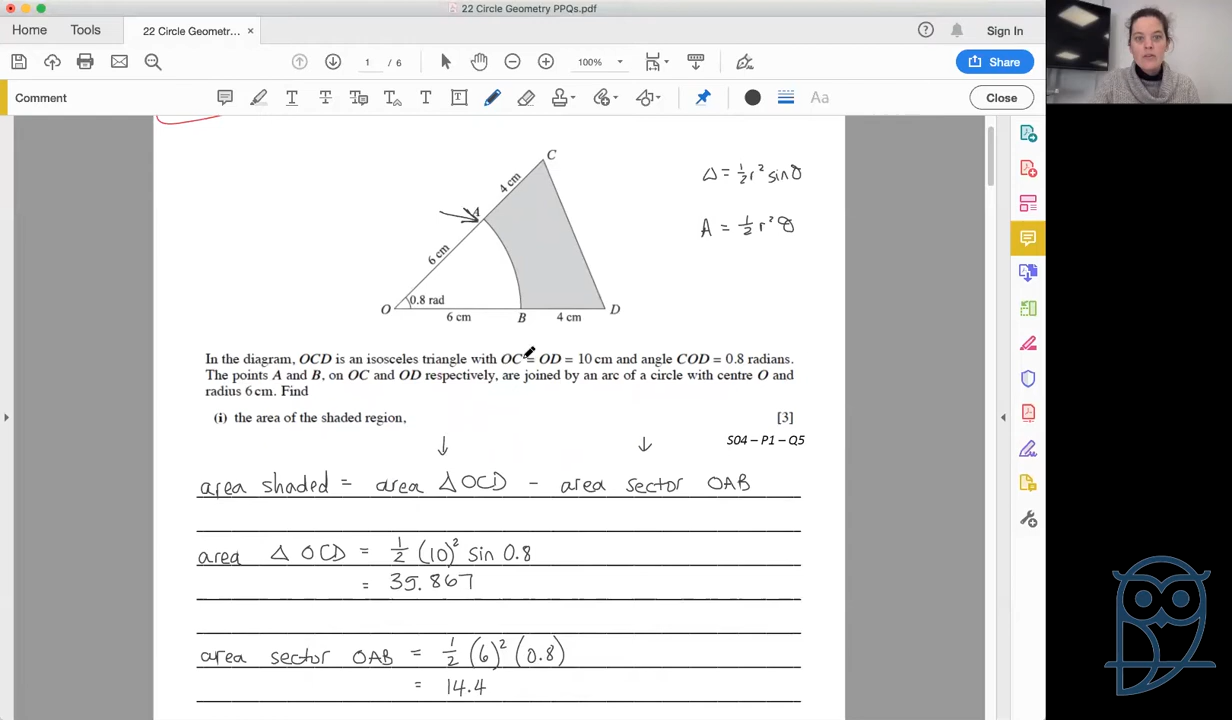 22 Circle Geometry PPQs.pdf
Home
Tools
22 Circle Geometr... ×
Sign In
1 / 6
100%
Share
Comment
Aa
Close
C
4 cm
A
6 cm
O
0.8 rad
6 cm
B
4 cm
D
Δ = ½ r² sin θ
A = ½ r² θ
In the diagram, OCD is an isosceles triangle with OC = OD = 10 cm and angle COD = 0.8 radians.
The points A and B, on OC and OD respectively, are joined by an arc of a circle with centre O and
radius 6 cm. Find
(i) the area of the shaded region, [3]
S04 – P1 – Q5
area shaded = area Δ OCD - area sector OAB
area Δ OCD = ½ (10)² sin 0.8
= 35.867
area sector OAB = ½ (6)² (0.8)
= 14.4